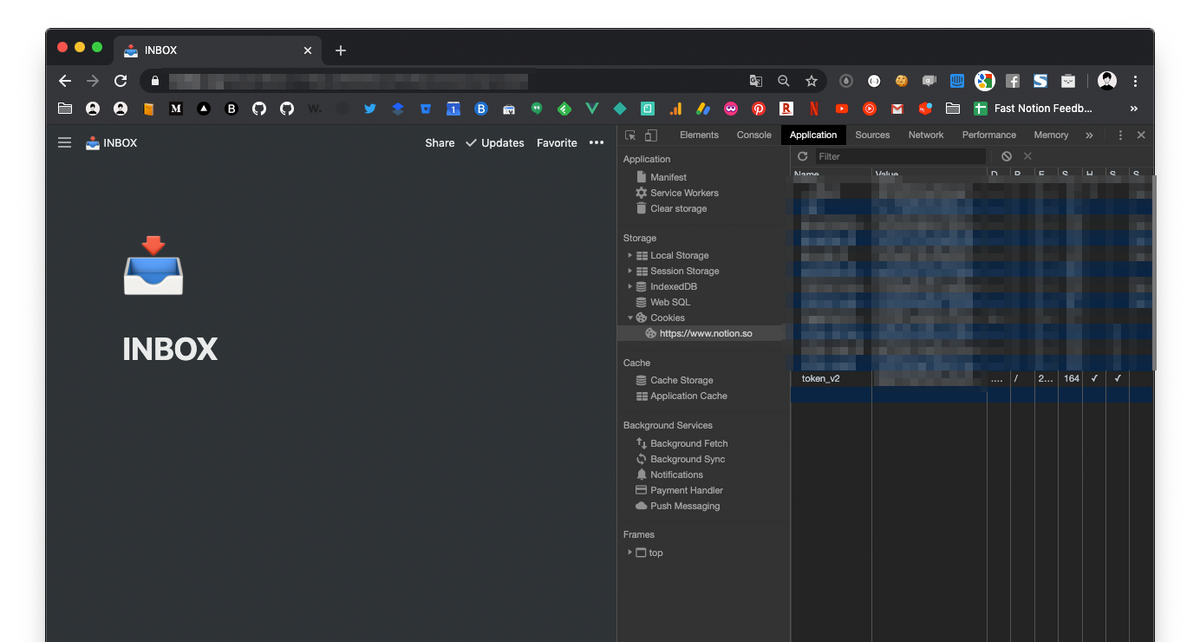 INBOX
Fast Notion Feedb...
INBOX
Share
Updates
Favorite
INBOX
Elements
Console
Application
Sources
Network
Performance
Memory
Application
Manifest
Service Workers
Clear storage
Storage
Local Storage
Session Storage
IndexedDB
Web SQL
Cookies
https://www.notion.so
Cache
Cache Storage
Application Cache
Background Services
Background Fetch
Background Sync
Notifications
Payment Handler
Push Messaging
Frames
top
Filter
Name Value D. P. E. S. H. S. S.
token_v2 .... / 2... 164 ✓ ✓